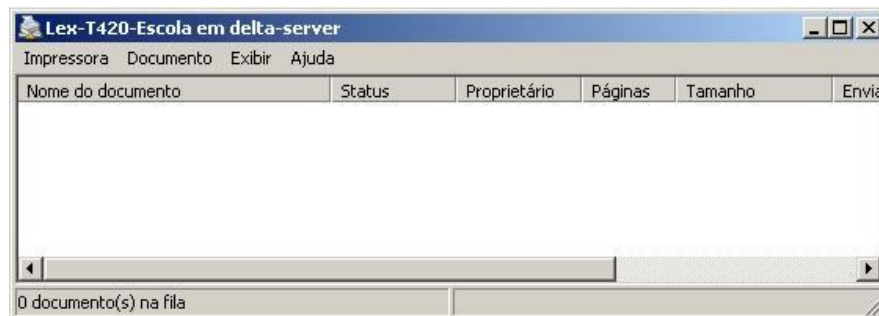 Lex-T420-Escola em delta-server
Impressora Documento Exibir Ajuda
Nome do documento Status Proprietário Páginas Tamanho Envia
0 documento(s) na fila